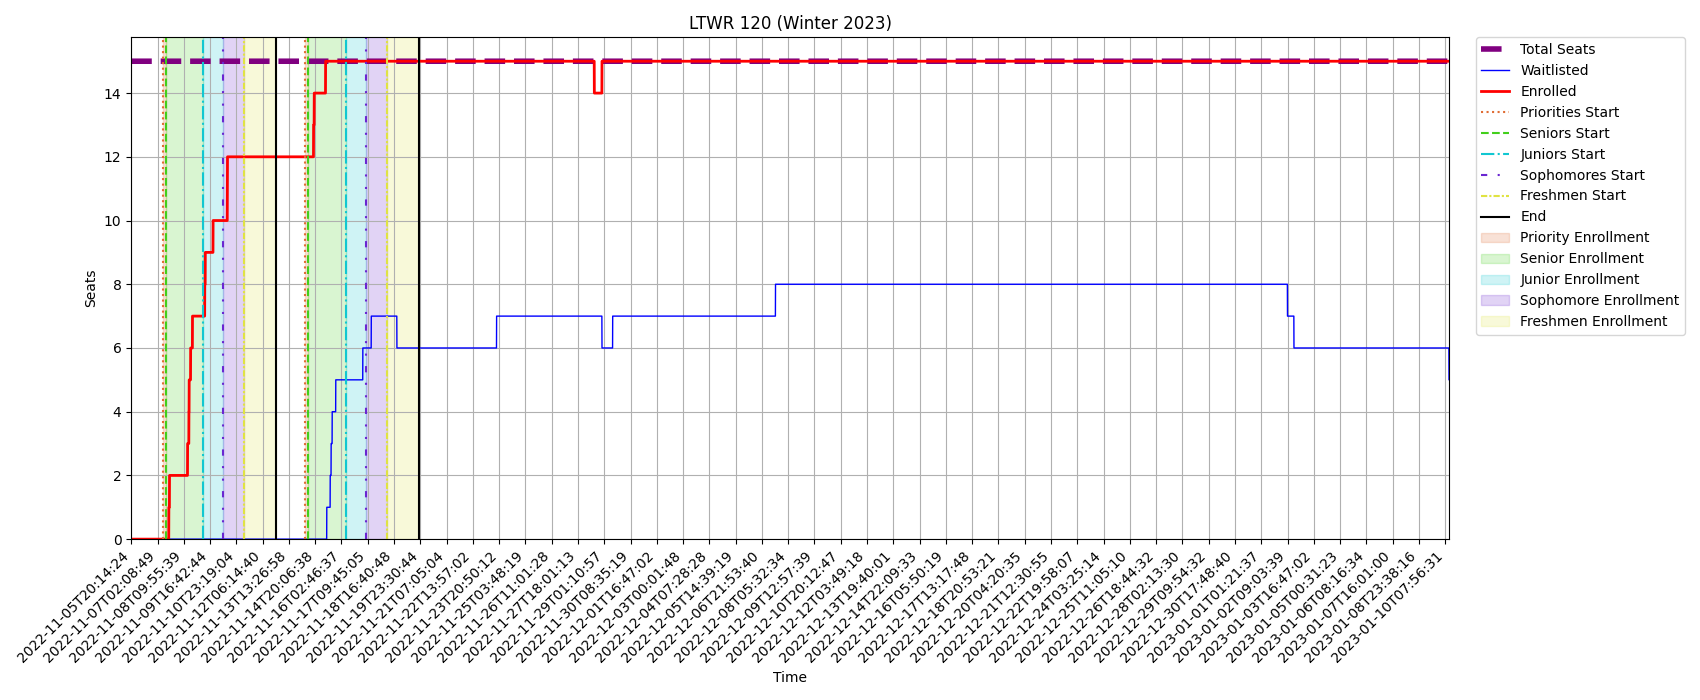 LTWR 120 (Winter 2023)
Seats
14
12
10
8
6
4
2
0
2022-11-05T20:14:24
2022-11-07T02:08:49
2022-11-08T09:55:39
2022-11-09T16:42:44
2022-11-10T23:19:04
2022-11-12T06:14:40
2022-11-13T13:26:58
2022-11-14T20:06:38
2022-11-16T02:46:37
2022-11-17T09:45:05
2022-11-18T16:40:48
2022-11-19T23:30:44
2022-11-21T07:05:04
2022-11-22T13:57:02
2022-11-23T20:50:12
2022-11-25T03:48:19
2022-11-26T11:01:28
2022-11-27T18:01:13
2022-11-29T01:10:57
2022-11-30T08:35:19
2022-12-01T16:47:02
2022-12-03T00:01:48
2022-12-04T07:28:28
2022-12-05T14:39:19
2022-12-06T21:53:40
2022-12-08T05:32:34
2022-12-09T12:57:39
2022-12-10T20:12:47
2022-12-12T03:49:18
2022-12-13T19:40:01
2022-12-14T22:09:33
2022-12-16T05:50:19
2022-12-17T13:17:48
2022-12-18T20:53:21
2022-12-20T04:20:35
2022-12-21T12:30:55
2022-12-22T19:58:07
2022-12-24T03:25:14
2022-12-25T11:05:10
2022-12-26T18:44:32
2022-12-28T02:13:30
2022-12-29T09:54:32
2022-12-30T17:48:40
2023-01-01T01:21:37
2023-01-02T09:03:39
2023-01-03T16:47:02
2023-01-05T00:31:23
2023-01-06T08:16:34
2023-01-07T16:01:00
2023-01-08T23:38:16
2023-01-10T07:56:31
Time
Total Seats
Waitlisted
Enrolled
Priorities Start
Seniors Start
Juniors Start
Sophomores Start
Freshmen Start
End
Priority Enrollment
Senior Enrollment
Junior Enrollment
Sophomore Enrollment
Freshmen Enrollment